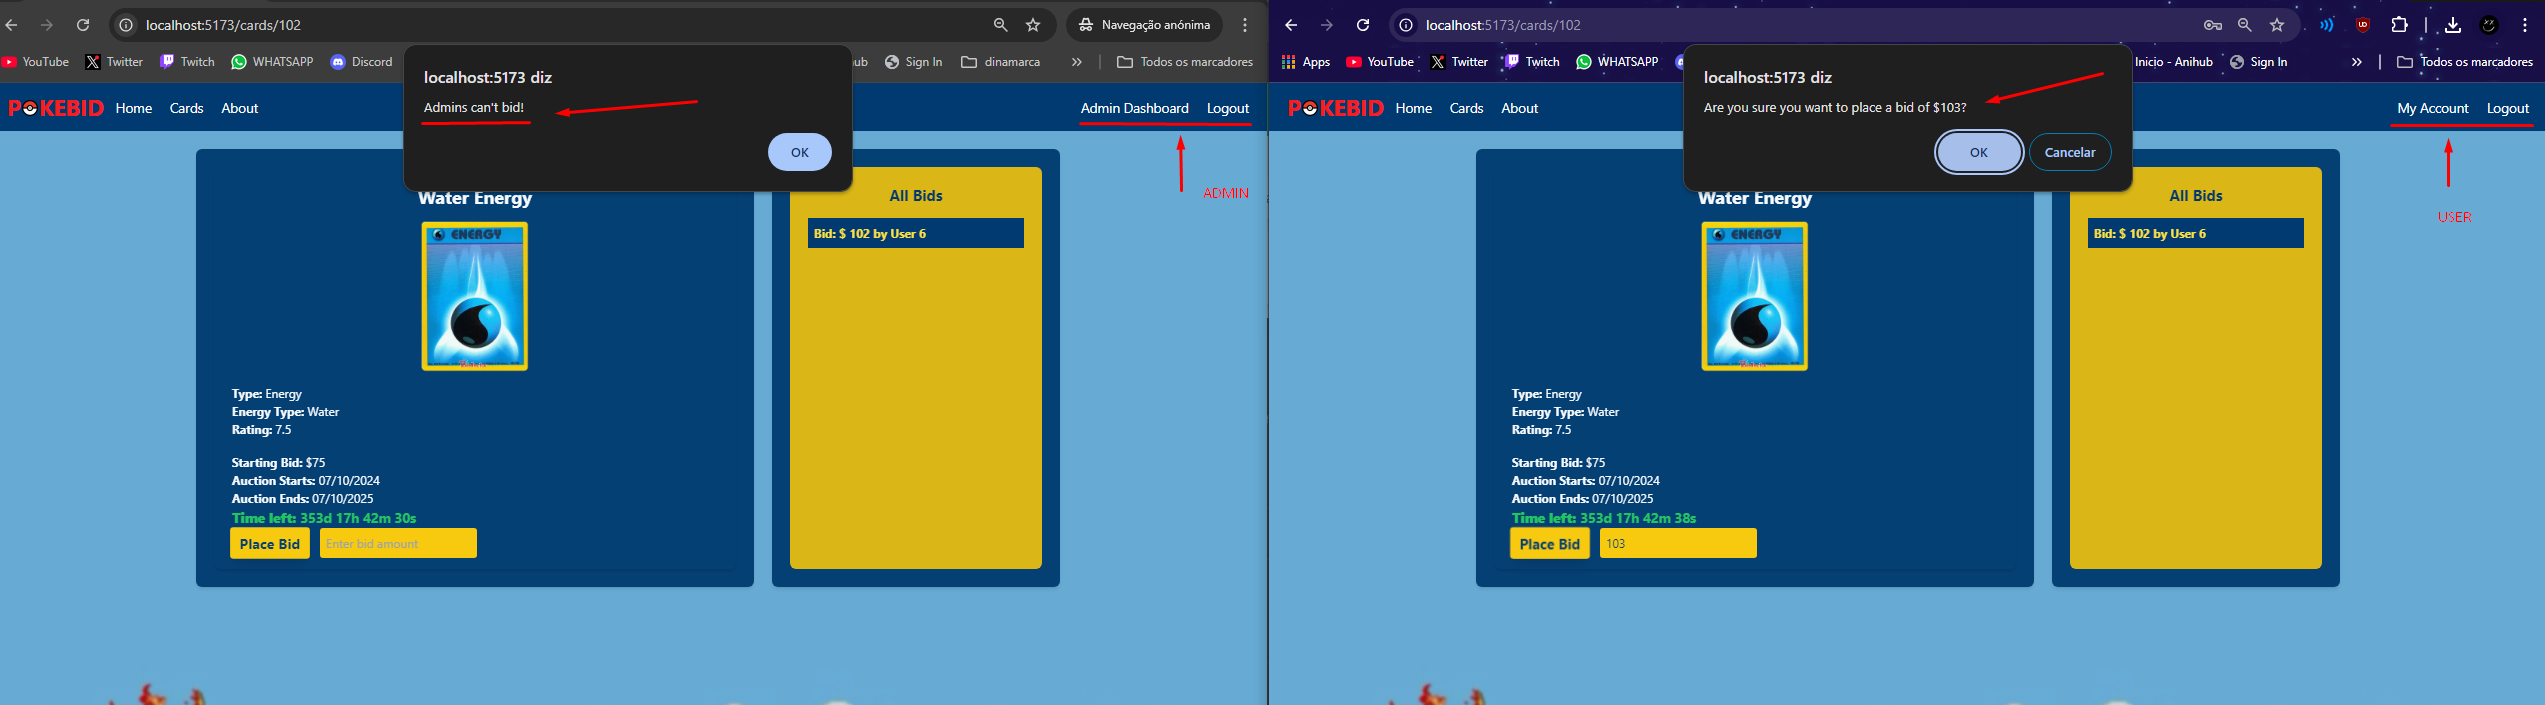 localhost:5173/cards/102
Navegação anónima
YouTube
Twitter
Twitch
WHATSAPP
Discord
ub
Sign In
dinamarca
Todos os marcadores
localhost:5173 diz
Admins can't bid!
OK
POKEBID
Home
Cards
About
Admin Dashboard
Logout
ADMIN
Water Energy
ENERGY
Type: Energy
Energy Type: Water
Rating: 7.5
Starting Bid: $75
Auction Starts: 07/10/2024
Auction Ends: 07/10/2025
Time left: 353d 17h 42m 30s
Place Bid
Enter bid amount
All Bids
Bid: $ 102 by User 6
localhost:5173/cards/102
Apps
YouTube
Twitter
Twitch
WHATSAPP
Inicio - Anihub
Sign In
Todos os marcadores
localhost:5173 diz
Are you sure you want to place a bid of $103?
OK
Cancelar
POKEBID
Home
Cards
About
My Account
Logout
USER
Water Energy
ENERGY
Type: Energy
Energy Type: Water
Rating: 7.5
Starting Bid: $75
Auction Starts: 07/10/2024
Auction Ends: 07/10/2025
Time left: 353d 17h 42m 38s
Place Bid
103
All Bids
Bid: $ 102 by User 6